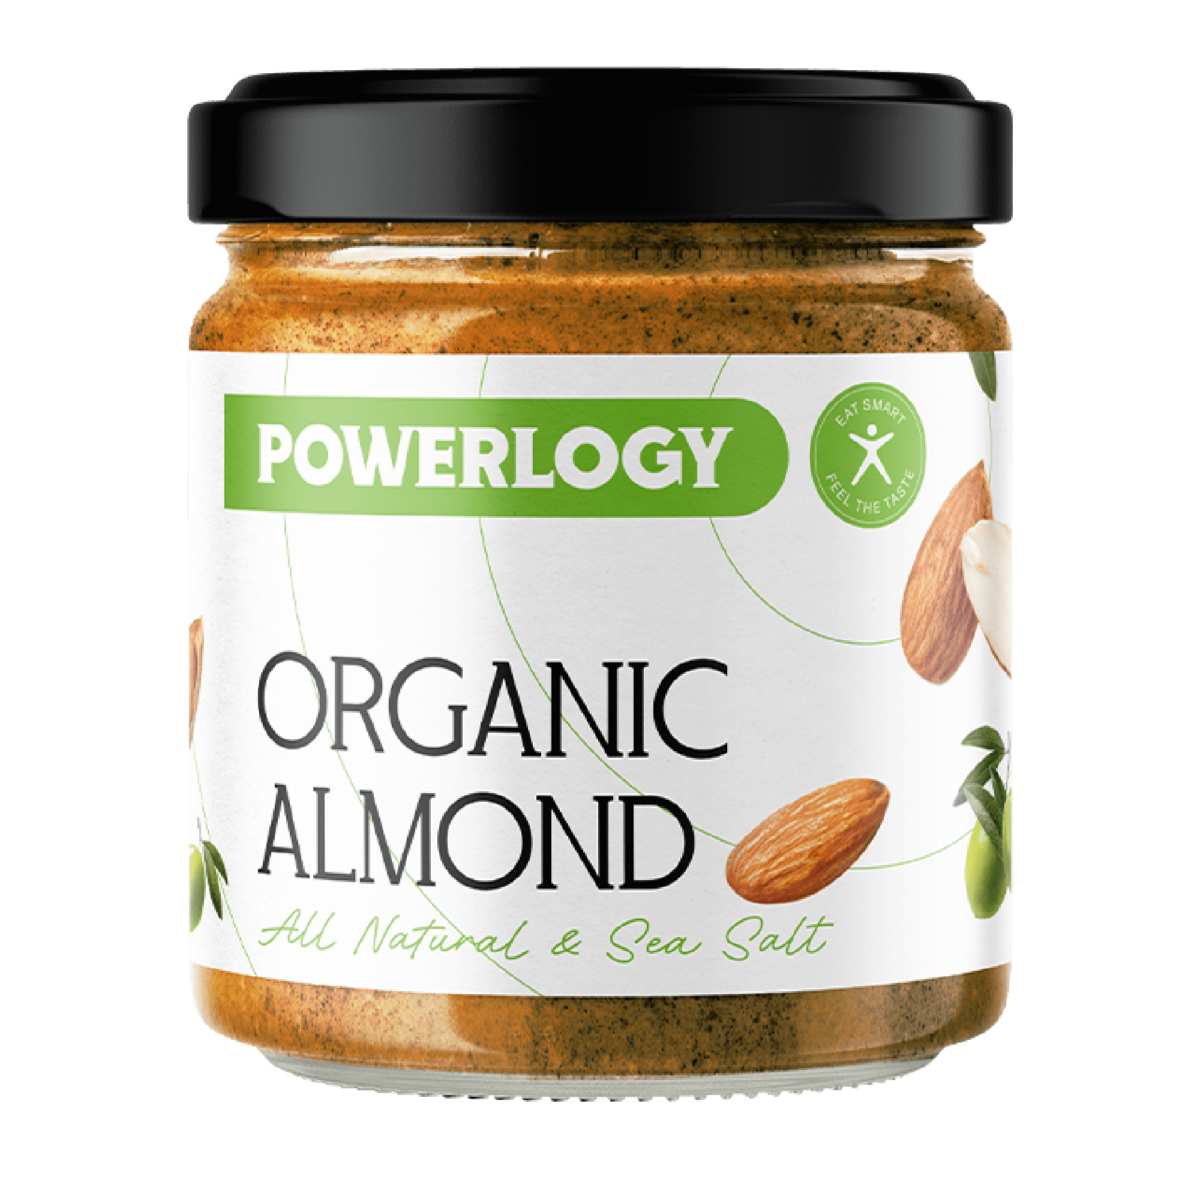 POWERLOGY
EAT SMART
FEEL THE TASTE
ORGANIC
ALMOND
All Natural & Sea Salt